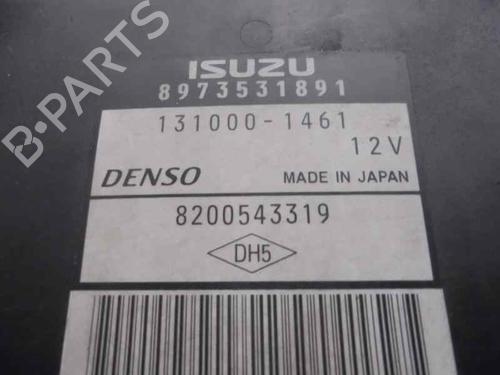 ISUZU
8973531891
131000-1461
12V
DENSO MADE IN JAPAN
8200543319
DH5
B-PARTS